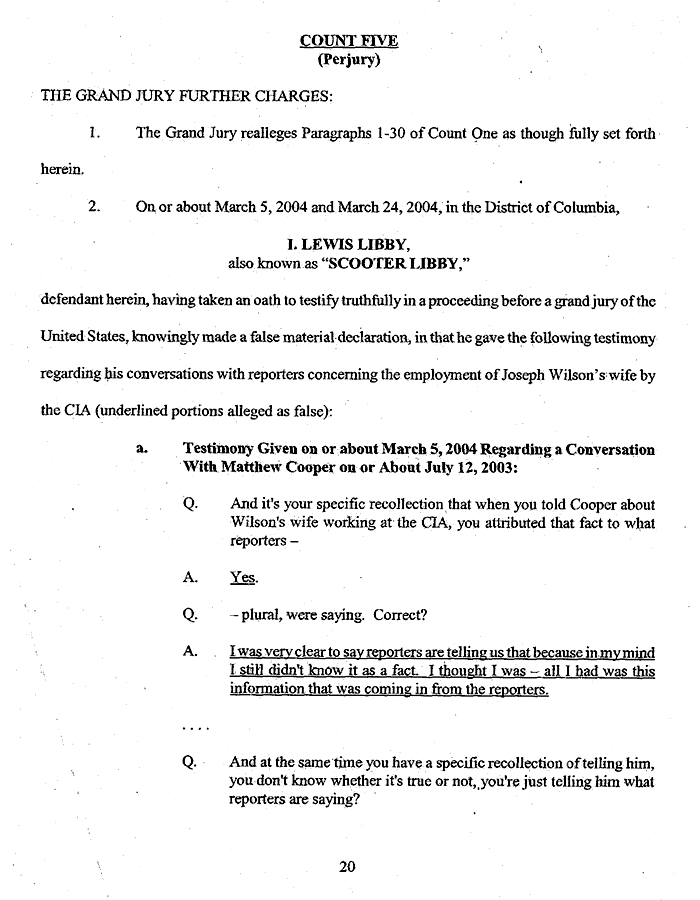 COUNT FIVE
(Perjury)
THE GRAND JURY FURTHER CHARGES:
1. The Grand Jury realleges Paragraphs 1-30 of Count One as though fully set forth
herein.
2. On or about March 5, 2004 and March 24, 2004, in the District of Columbia,
I. LEWIS LIBBY,
also known as “SCOOTER LIBBY,”
defendant herein, having taken an oath to testify truthfully in a proceeding before a grand jury of the
United States, knowingly made a false material declaration, in that he gave the following testimony
regarding his conversations with reporters concerning the employment of Joseph Wilson’s wife by
the CIA (underlined portions alleged as false):
a. Testimony Given on or about March 5, 2004 Regarding a Conversation
With Matthew Cooper on or About July 12, 2003:
Q. And it's your specific recollection that when you told Cooper about
Wilson's wife working at the CIA, you attributed that fact to what
reporters –
A. Yes.
Q. – plural, were saying. Correct?
A. I was very clear to say reporters are telling us that because in my mind
I still didn't know it as a fact. I thought I was – all I had was this
information that was coming in from the reporters.
. . . .
Q. And at the same time you have a specific recollection of telling him,
you don't know whether it's true or not, you're just telling him what
reporters are saying?
20